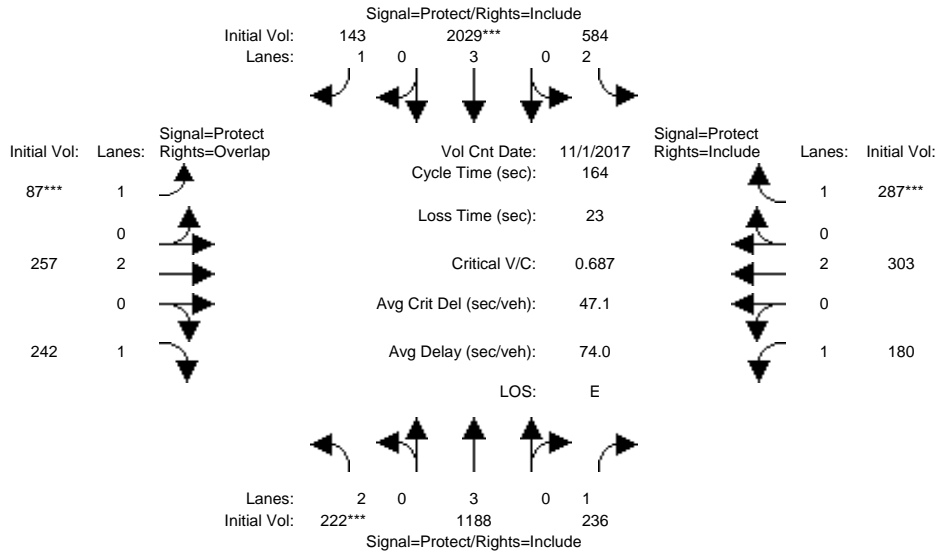 Signal=Protect/Rights=Include
Initial Vol: 143 2029*** 584
Lanes: 1 0 3 0 2
Signal=Protect Signal=Protect
Initial Vol: Lanes: Rights=Overlap Vol Cnt Date: 11/1/2017 Rights=Include Lanes: Initial Vol:
Cycle Time (sec): 164
87*** 1 1 287***
Loss Time (sec): 23
0 0
257 2 Critical V/C: 0.687 2 303
0 Avg Crit Del (sec/veh): 47.1 0
242 1 Avg Delay (sec/veh): 74.0 1 180
LOS: E
Lanes: 2 0 3 0 1
Initial Vol: 222*** 1188 236
Signal=Protect/Rights=Include